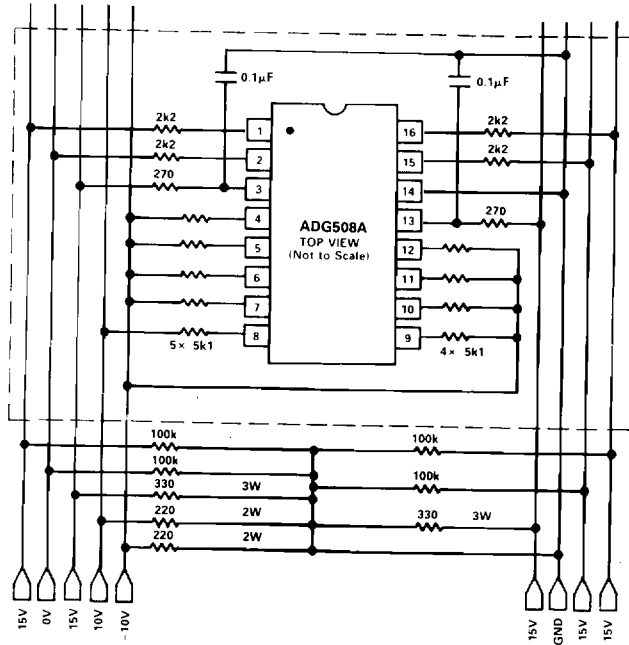 0.1µF 0.1µF
2k2 1 16 2k2
2k2 2 15 2k2
270 3 14
4 13 270
ADG508A
TOP VIEW
(Not to Scale)
5 12
6 11
7 10
8 9
5× 5k1 4× 5k1
100k 100k
100k 100k
330 3W
220 2W 330 3W
220 2W
15V 0V 15V 10V -10V 15V GND 15V 15V